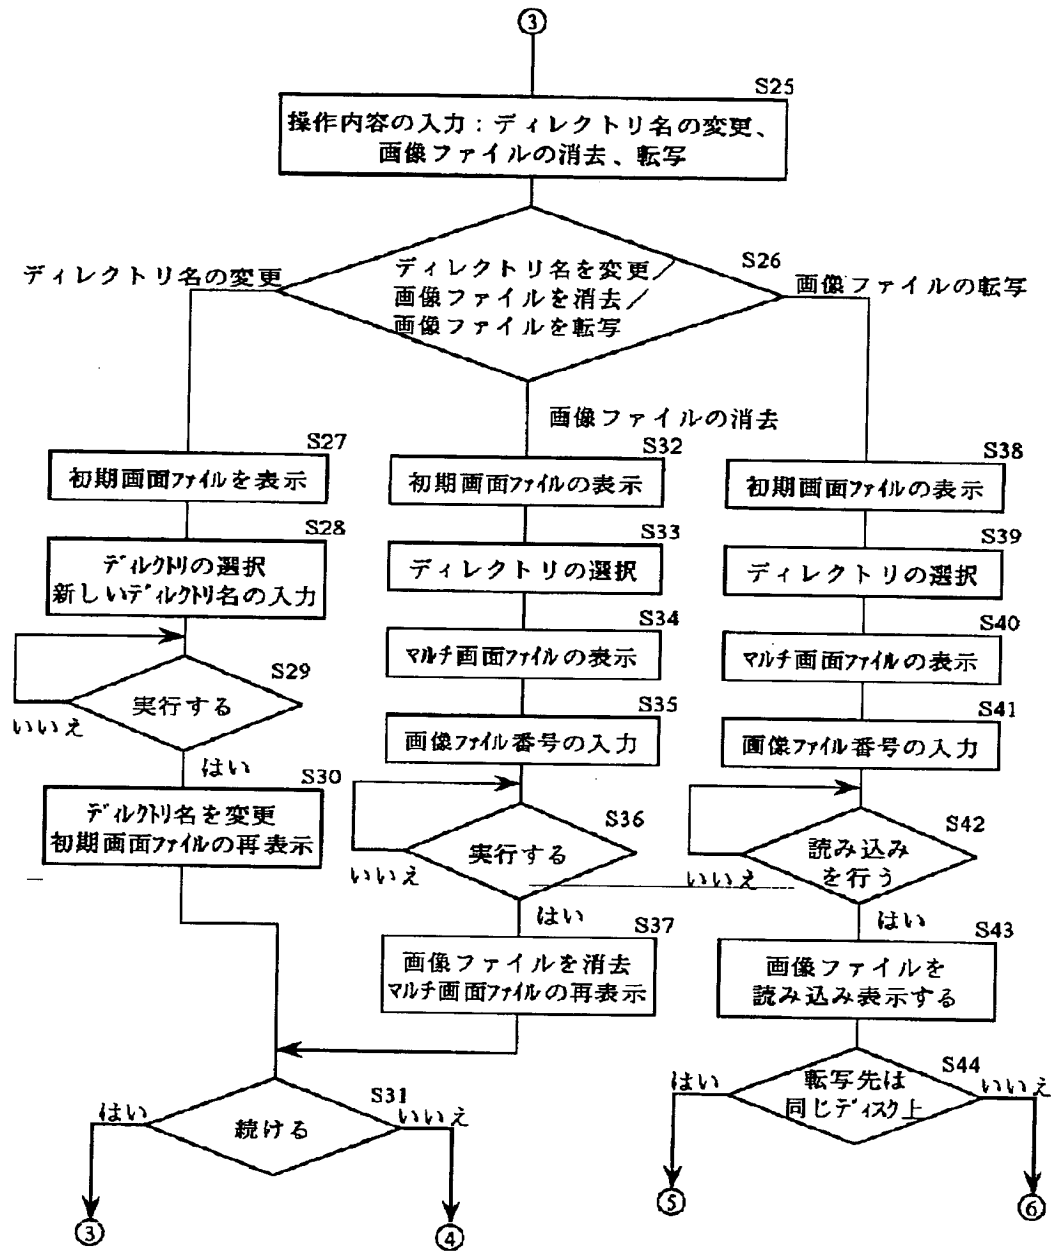 ③
S25
操作内容の入力：ディレクトリ名の変更、
画像ファイルの消去、転写
S26
ディレクトリ名の変更
ディレクトリ名を変更／
画像ファイルを消去／
画像ファイルを転写
画像ファイルの転写
画像ファイルの消去
S27
初期画面ファイルを表示
S28
ディレクトリの選択
新しいディレクトリ名の入力
S29
実行する
いいえ
はい
S30
ディレクトリ名を変更
初期画面ファイルの再表示
S32
初期画面ファイルの表示
S33
ディレクトリの選択
S34
マルチ画面ファイルの表示
S35
画像ファイル番号の入力
S36
実行する
いいえ
はい
S37
画像ファイルを消去
マルチ画面ファイルの再表示
S31
続ける
はい
いいえ
③
④
S38
初期画面ファイルの表示
S39
ディレクトリの選択
S40
マルチ画面ファイルの表示
S41
画像ファイル番号の入力
S42
読み込み
を行う
いいえ
はい
S43
画像ファイルを
読み込み表示する
S44
転写先は
同じディスク上
はい
いいえ
⑤
⑥